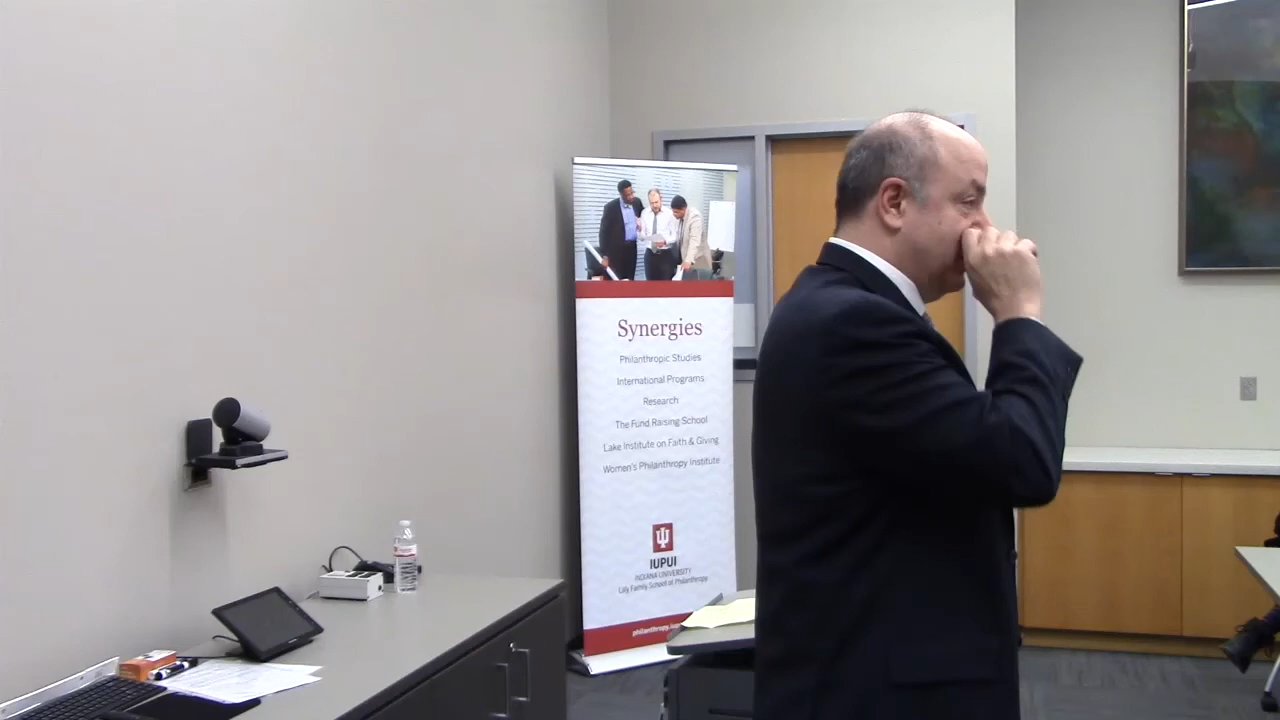 Synergies
Philanthropic Studies
International Programs
Research
The Fund Raising School
Lake Institute on Faith & Giving
Women's Philanthropy Institute
IUPUI
INDIANA UNIVERSITY
Lilly Family School of Philanthropy
philanthropy.iup